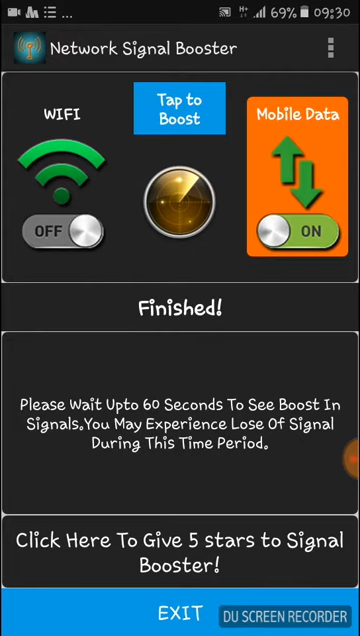 H+
69%
09:30
Network Signal Booster
WIFI
Tap to
Boost
Mobile Data
OFF
ON
Finished!
Please Wait Upto 60 Seconds To See Boost In
Signals.You May Experience Lose Of Signal
During This Time Period.
Click Here To Give 5 stars to Signal
Booster!
EXIT
DU SCREEN RECORDER